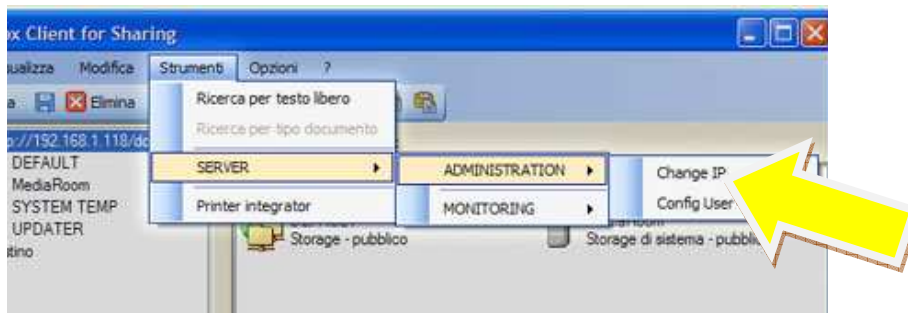 ox Client for Sharing
ualizza Modifica Strumenti Opzioni ?
a Elimina
Ricerca per testo libero
Ricerca per tipo documento
SERVER
Printer integrator
ADMINISTRATION
MONITORING
Change IP
Config User
p://192.168.1.118/do
DEFAULT
MediaRoom
SYSTEM TEMP
UPDATER
stino
Storage - pubblico
Storage di sistema - pubbli